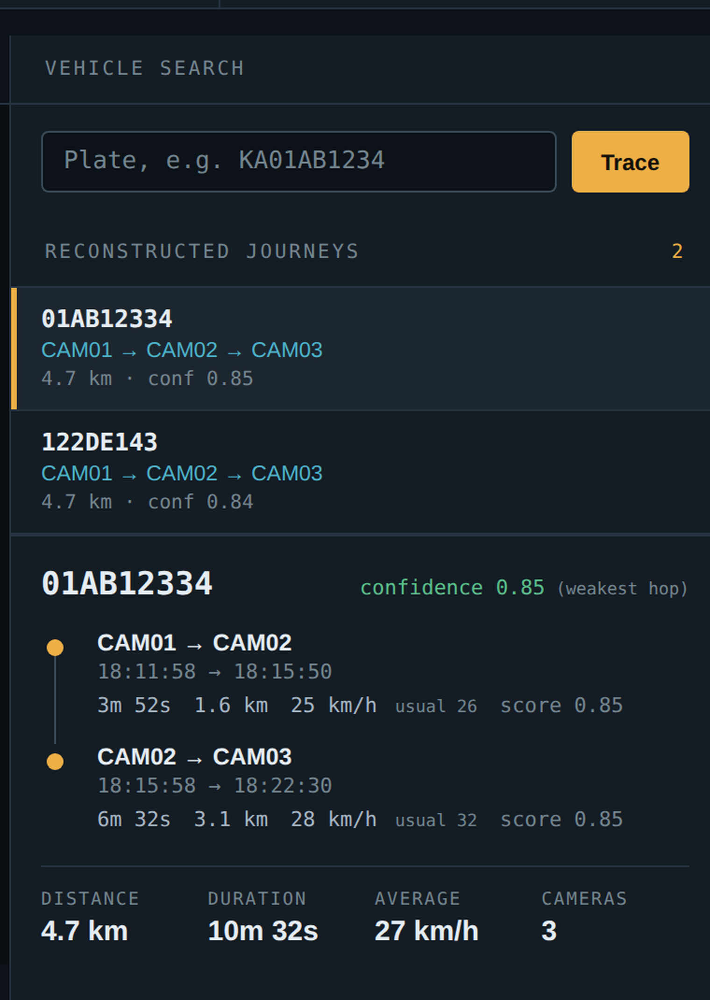 VEHICLE SEARCH
Plate, e.g. KA01AB1234 Trace
RECONSTRUCTED JOURNEYS 2
01AB12334
CAM01 → CAM02 → CAM03
4.7 km · conf 0.85
122DE143
CAM01 → CAM02 → CAM03
4.7 km · conf 0.84
01AB12334 confidence 0.85 (weakest hop)
CAM01 → CAM02
18:11:58 → 18:15:50
3m 52s 1.6 km 25 km/h usual 26 score 0.85
CAM02 → CAM03
18:15:58 → 18:22:30
6m 32s 3.1 km 28 km/h usual 32 score 0.85
DISTANCE DURATION AVERAGE CAMERAS
4.7 km 10m 32s 27 km/h 3